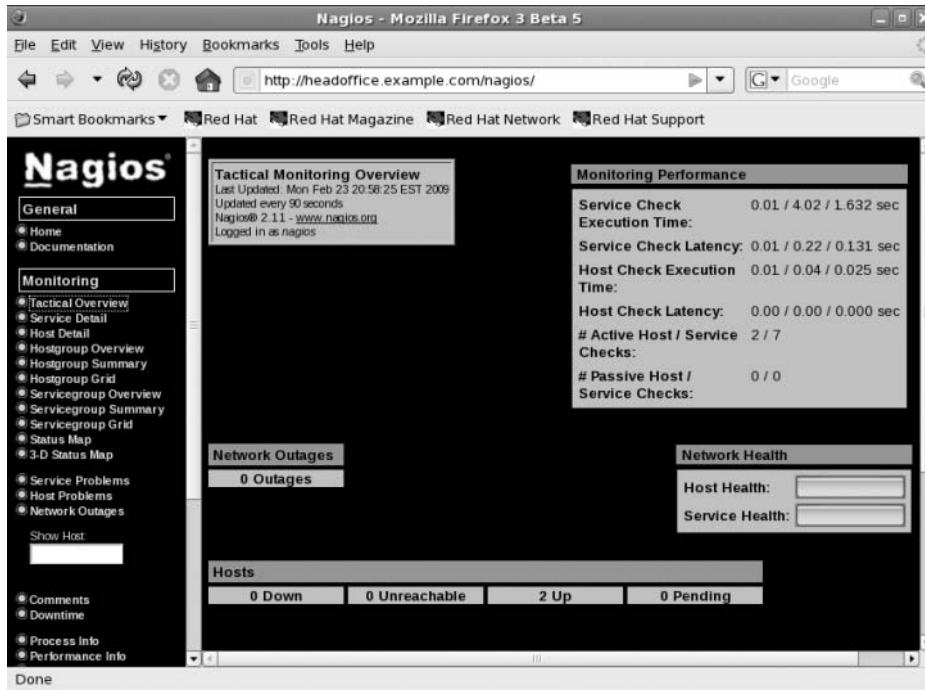 Nagios - Mozilla Firefox 3 Beta 5
File Edit View History Bookmarks Tools Help
http://headoffice.example.com/nagios/
G Google
Smart Bookmarks Red Hat Red Hat Magazine Red Hat Network Red Hat Support
Nagios®
General
Home
Documentation
Monitoring
Tactical Overview
Service Detail
Host Detail
Hostgroup Overview
Hostgroup Summary
Hostgroup Grid
Servicegroup Overview
Servicegroup Summary
Servicegroup Grid
Status Map
3-D Status Map
Service Problems
Host Problems
Network Outages
Show Host:
Comments
Downtime
Process Info
Performance Info
Tactical Monitoring Overview
Last Updated: Mon Feb 23 20:58:25 EST 2009
Updated every 90 seconds
Nagios® 2.11 - www.nagios.org
Logged in as nagios
Monitoring Performance
Service Check Execution Time: 0.01 / 4.02 / 1.632 sec
Service Check Latency: 0.01 / 0.22 / 0.131 sec
Host Check Execution Time: 0.01 / 0.04 / 0.025 sec
Host Check Latency: 0.00 / 0.00 / 0.000 sec
# Active Host / Service Checks: 2 / 7
# Passive Host / Service Checks: 0 / 0
Network Outages
0 Outages
Network Health
Host Health:
Service Health:
Hosts
0 Down 0 Unreachable 2 Up 0 Pending
Done